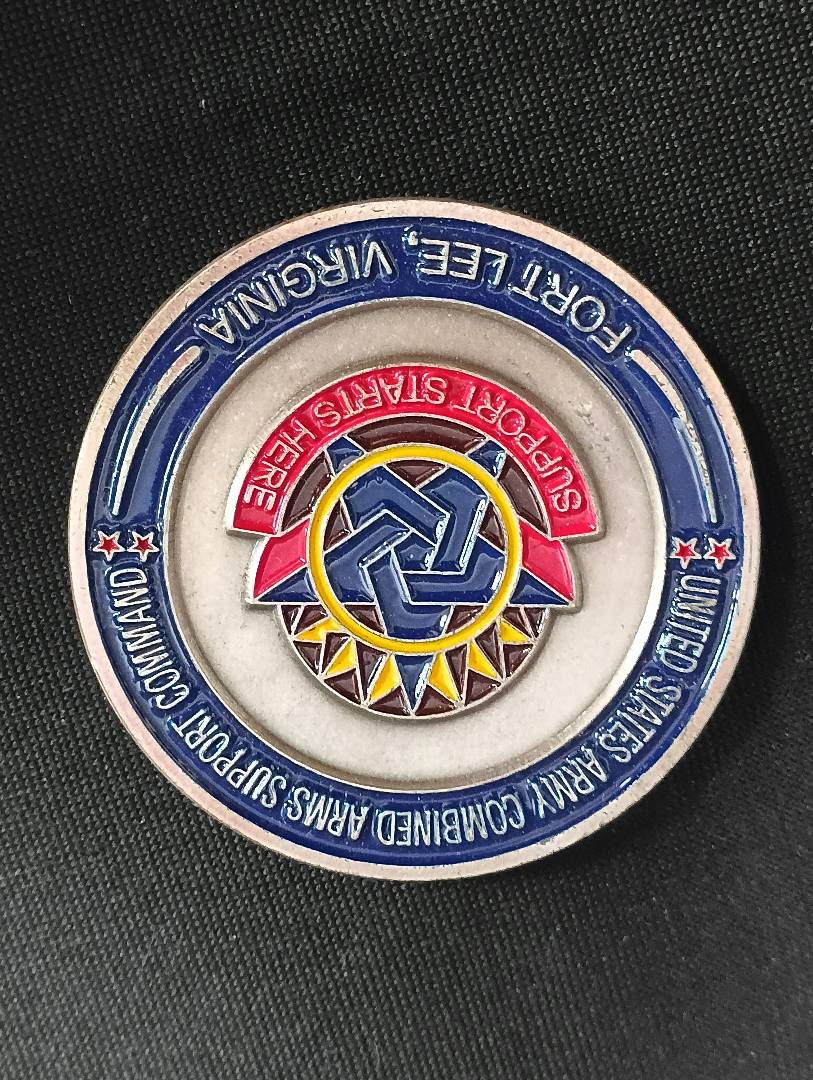 UNITED STATES ARMY COMBINED ARMS SUPPORT COMMAND
SUPPORT STARTS HERE
FORT LEE, VIRGINIA